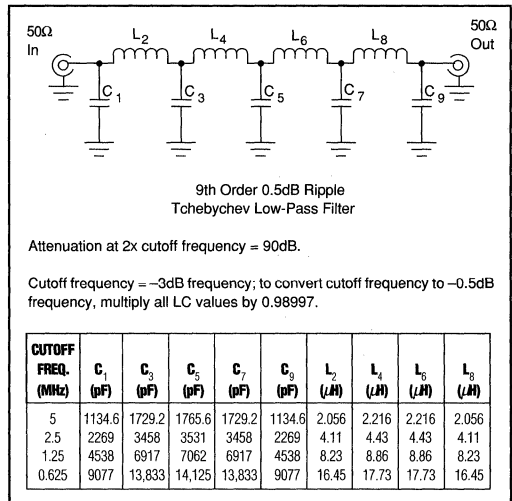 50Ω
In
L2
L4
L6
L8
50Ω
Out
C1
C3
C5
C7
C9
9th Order 0.5dB Ripple
Tchebychev Low-Pass Filter
Attenuation at 2x cutoff frequency = 90dB.
Cutoff frequency = –3dB frequency; to convert cutoff frequency to –0.5dB
frequency, multiply all LC values by 0.98997.
CUTOFF FREQ. (MHz) C1 (pF) C3 (pF) C5 (pF) C7 (pF) C9 (pF) L2 (μH) L4 (μH) L6 (μH) L8 (μH)
5 1134.6 1729.2 1765.6 1729.2 1134.6 2.056 2.216 2.216 2.056
2.5 2269 3458 3531 3458 2269 4.11 4.43 4.43 4.11
1.25 4538 6917 7062 6917 4538 8.23 8.86 8.86 8.23
0.625 9077 13,833 14,125 13,833 9077 16.45 17.73 17.73 16.45